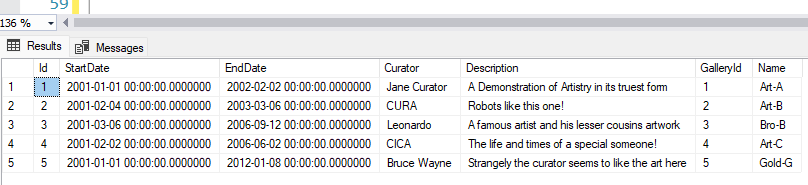 59
136 %
Results Messages
Id StartDate EndDate Curator Description GalleryId Name
1 1 2001-01-01 00:00:00.0000000 2002-02-02 00:00:00.0000000 Jane Curator A Demonstration of Artistry in its truest form 1 Art-A
2 2 2001-02-04 00:00:00.0000000 2003-03-06 00:00:00.0000000 CURA Robots like this one! 2 Art-B
3 3 2001-03-06 00:00:00.0000000 2006-09-12 00:00:00.0000000 Leonardo A famous artist and his lesser cousins artwork 3 Bro-B
4 4 2001-02-02 00:00:00.0000000 2006-06-02 00:00:00.0000000 CICA The life and times of a special someone! 4 Art-C
5 5 2001-01-01 00:00:00.0000000 2012-01-08 00:00:00.0000000 Bruce Wayne Strangely the curator seems to like the art here 5 Gold-G